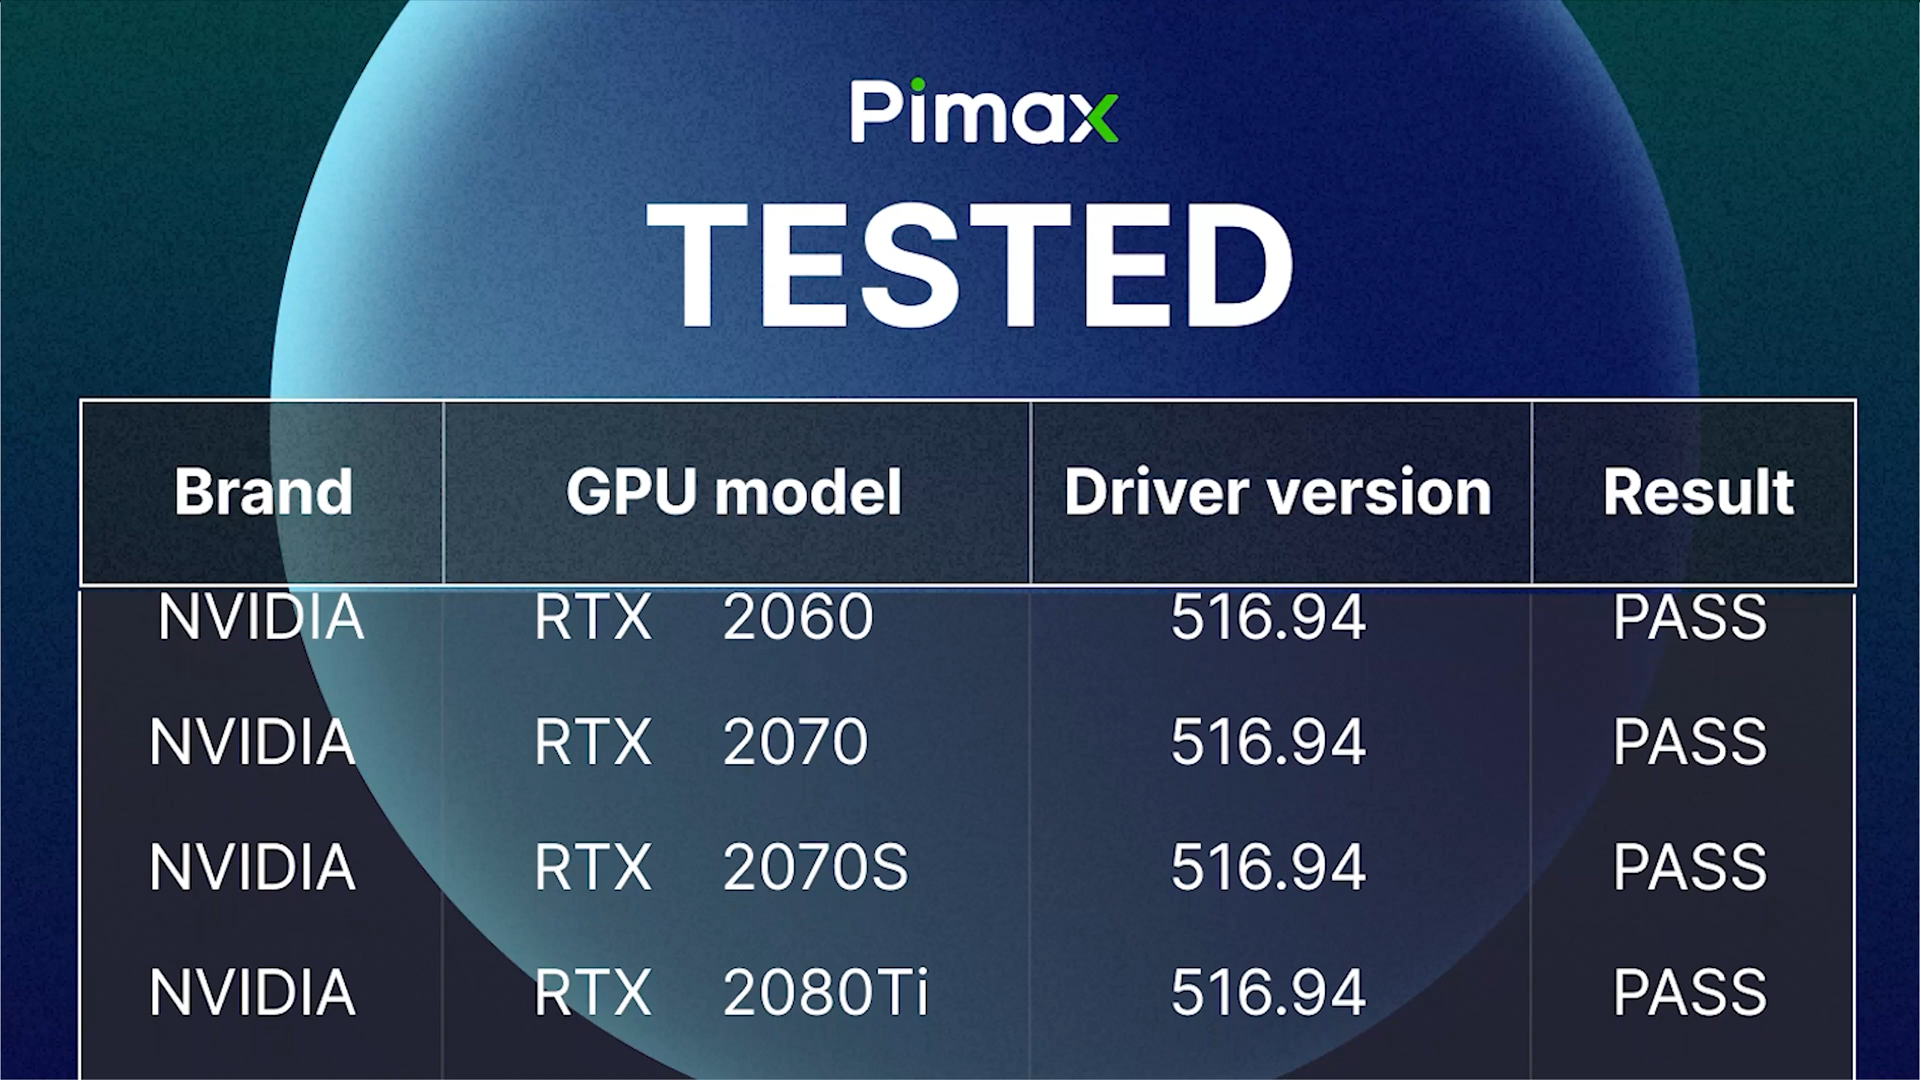 Pimax
TESTED
Brand GPU model Driver version Result
NVIDIA RTX 2060 516.94 PASS
NVIDIA RTX 2070 516.94 PASS
NVIDIA RTX 2070S 516.94 PASS
NVIDIA RTX 2080Ti 516.94 PASS